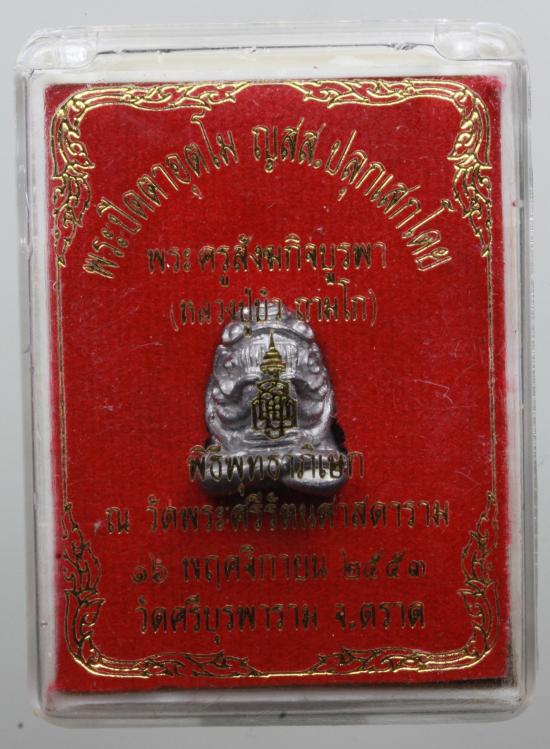 พระปิดตาอุตฺโม ญสส.ปลุกเสกโดย
พระครูสังฆกิจบูรพา
(หลวงปู่บัว ถามโก)
พิธีพุทธาภิเษก
ณ วัดพระศรีรัตนศาสดาราม
๑๖ พฤศจิกายน ๒๕๕๓
วัดศรีบุรพาราม จ.ตราด